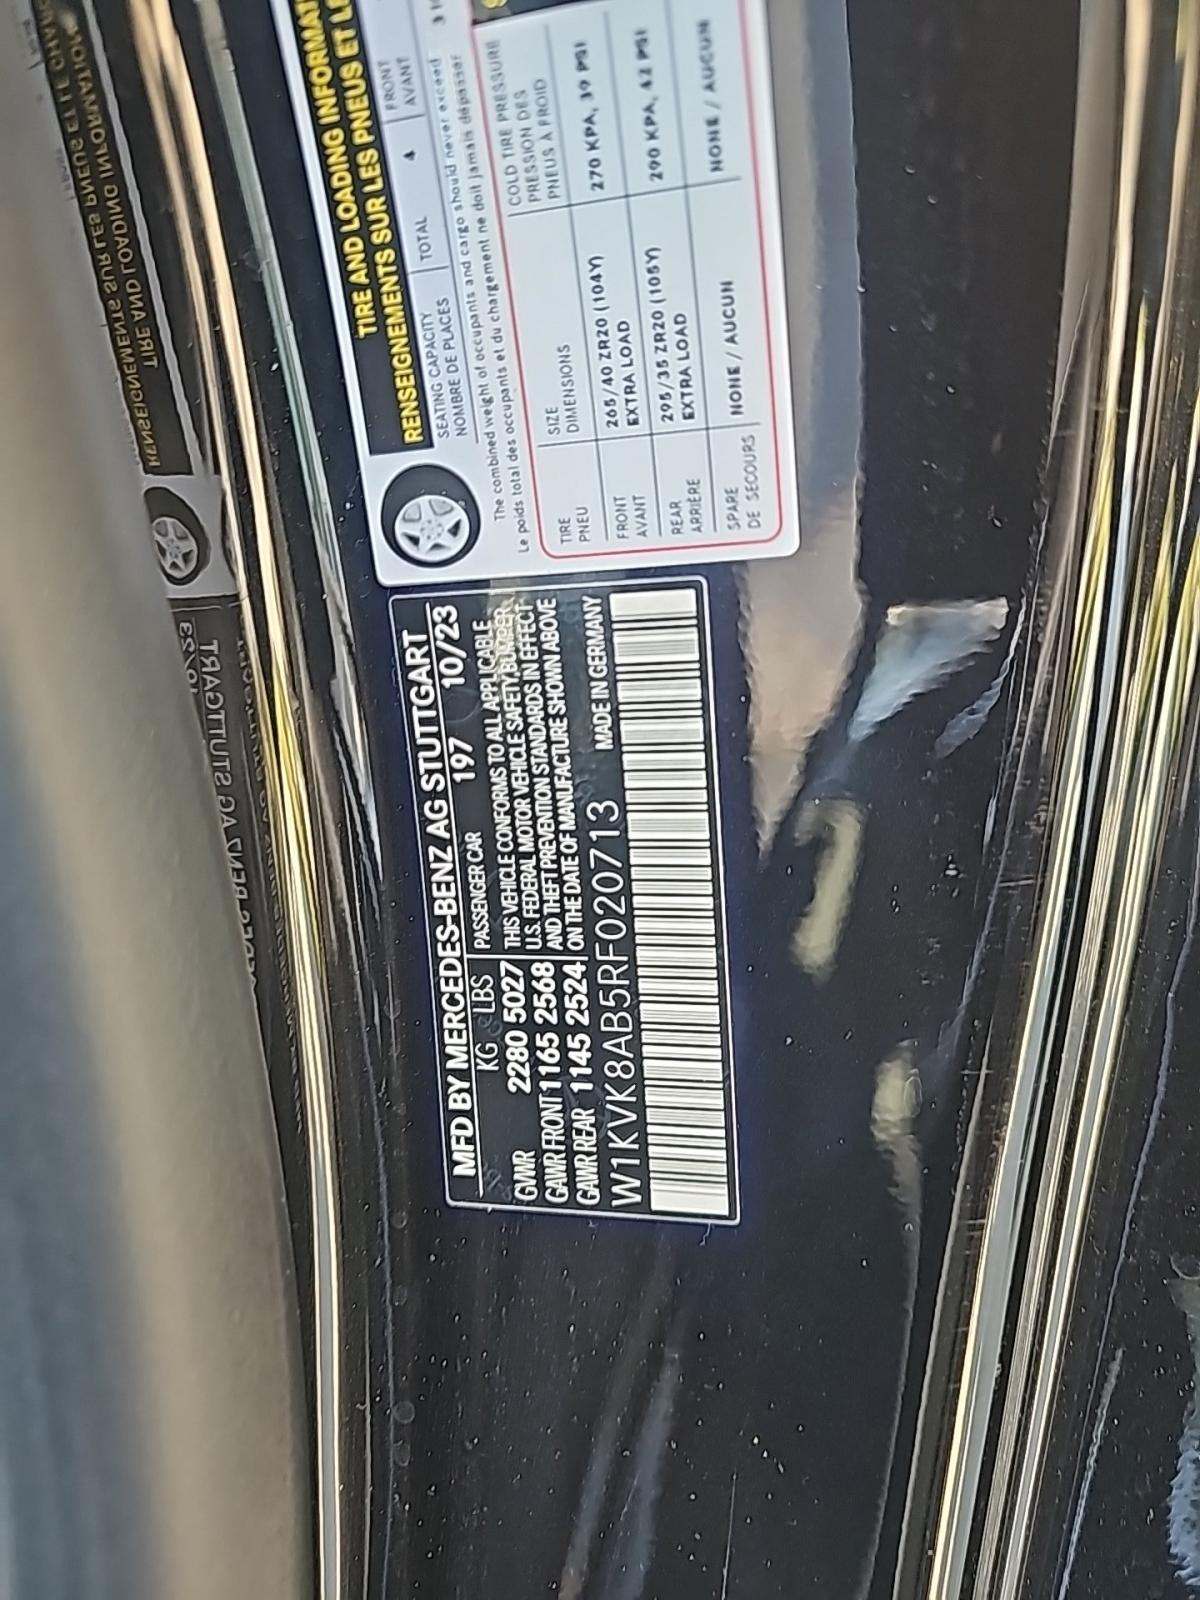 MFD BY MERCEDES-BENZ AG STUTTGART
KG LBS PASSENGER CAR 197 10/23
GVWR 2280 5027
GAWR FRONT 1165 2568
GAWR REAR 1145 2524
THIS VEHICLE CONFORMS TO ALL APPLICABLE
U.S. FEDERAL MOTOR VEHICLE SAFETY, BUMPER,
AND THEFT PREVENTION STANDARDS IN EFFECT
ON THE DATE OF MANUFACTURE SHOWN ABOVE
W1KVK8AB5RF020713 MADE IN GERMANY
TIRE AND LOADING
RENSEIGNEMENTS SUR LES PNEUS ET
SEATING CAPACITY
NOMBRE DE PLACES
TOTAL 4
FRONT
AVANT
The combined weight of occupants and cargo should never exceed
Le poids total des occupants et du chargement ne doit jamais dépasser
TIRE
PNEU
SIZE
DIMENSIONS
COLD TIRE PRESSURE
PRESSION DES
PNEUS À FROID
FRONT
AVANT
265/40 ZR20 (104Y)
EXTRA LOAD
270 KPA, 39 PSI
REAR
ARRIÈRE
295/35 ZR20 (105Y)
EXTRA LOAD
290 KPA, 42 PSI
SPARE
DE SECOURS
NONE / AUCUN
NONE / AUCUN